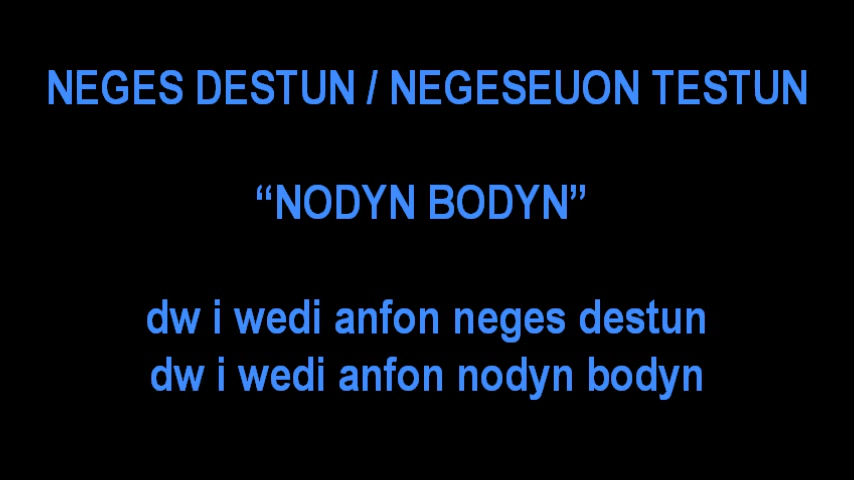 NEGES DESTUN / NEGESEUON TESTUN
“NODYN BODYN”
dw i wedi anfon neges destun
dw i wedi anfon nodyn bodyn